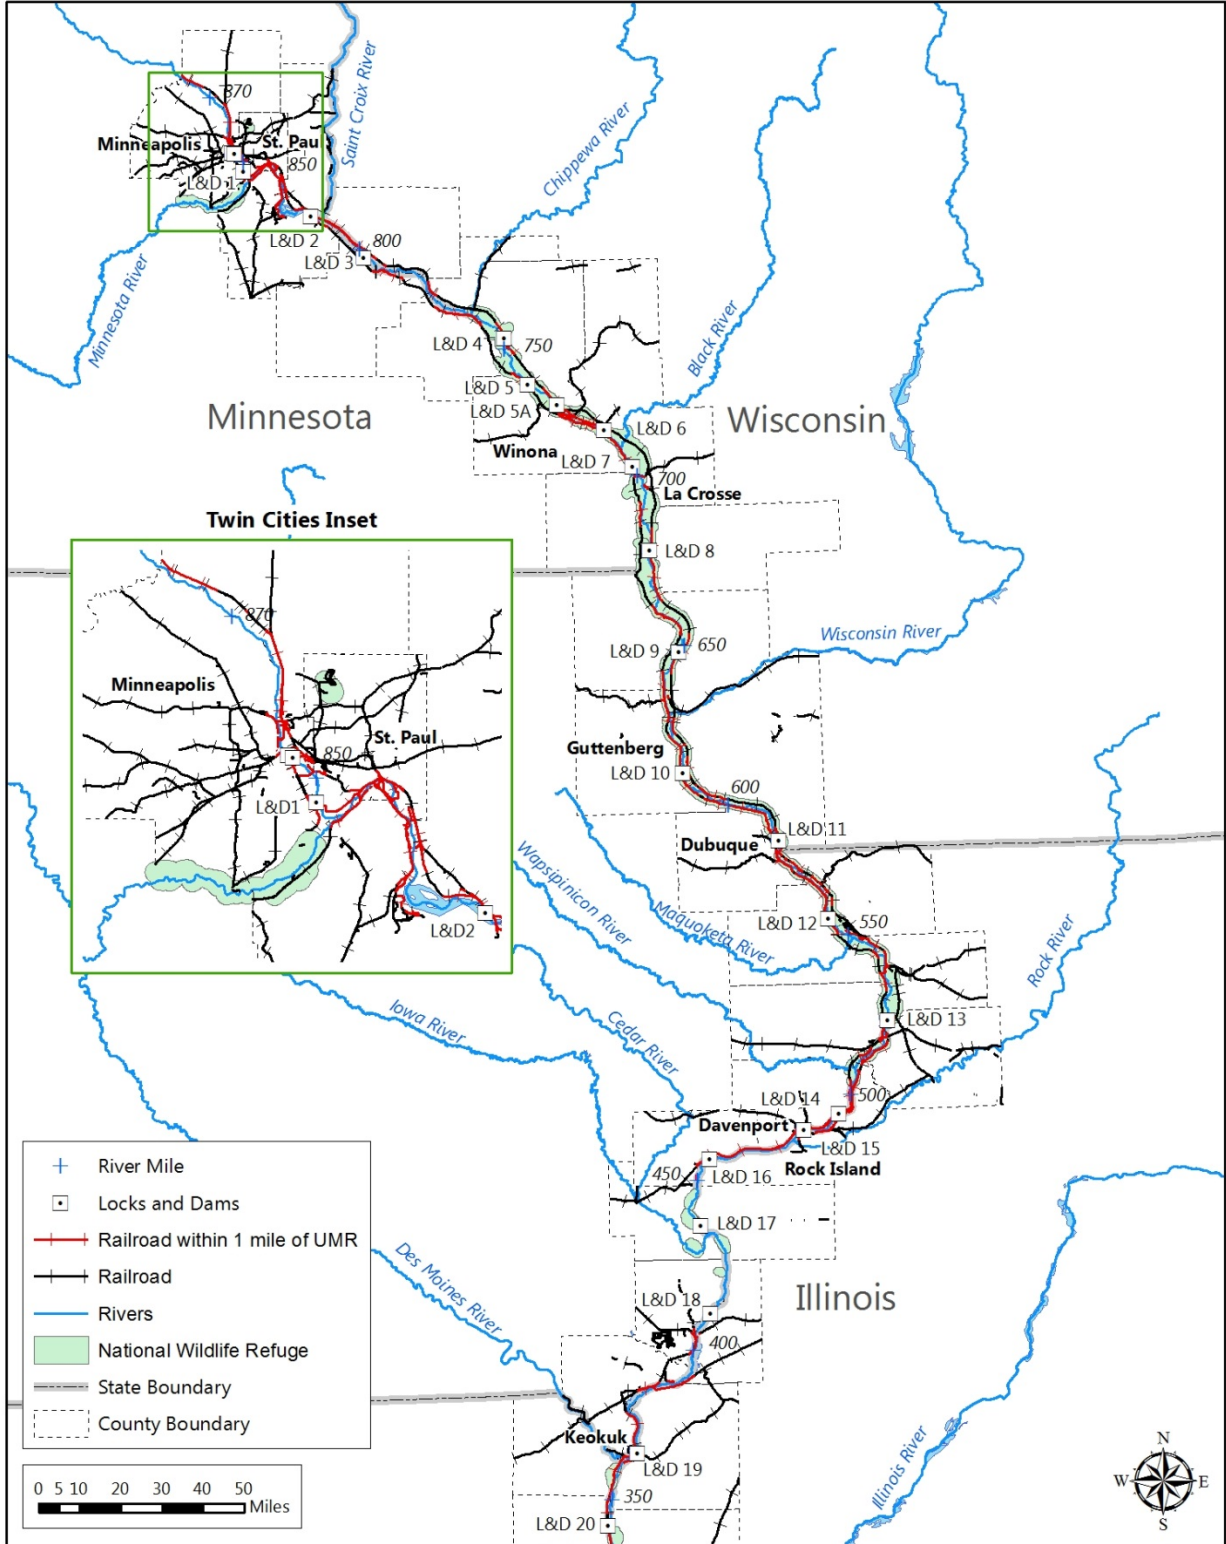 870
Minneapolis
St. Paul
850
L&D 1
Saint Croix River
L&D 2
800
L&D 3
Chippewa River
Minnesota River
L&D 4
750
L&D 5
L&D 5A
Black River
Minnesota
Wisconsin
L&D 6
Winona
L&D 7
700
La Crosse
Twin Cities Inset
L&D 8
870
Minneapolis
St. Paul
850
L&D1
L&D2
Wisconsin River
L&D 9
650
Guttenberg
L&D 10
600
L&D 11
Dubuque
Wapsipinicon River
Maquoketa River
L&D 12
550
Rock River
L&D 13
Iowa River
Cedar River
L&D 14
500
Davenport
L&D 15
Rock Island
450
L&D 16
L&D 17
Des Moines River
Illinois
L&D 18
400
Keokuk
L&D 19
350
L&D 20
Illinois River
River Mile
Locks and Dams
Railroad within 1 mile of UMR
Railroad
Rivers
National Wildlife Refuge
State Boundary
County Boundary
0 5 10 20 30 40 50
Miles
N
W E
S